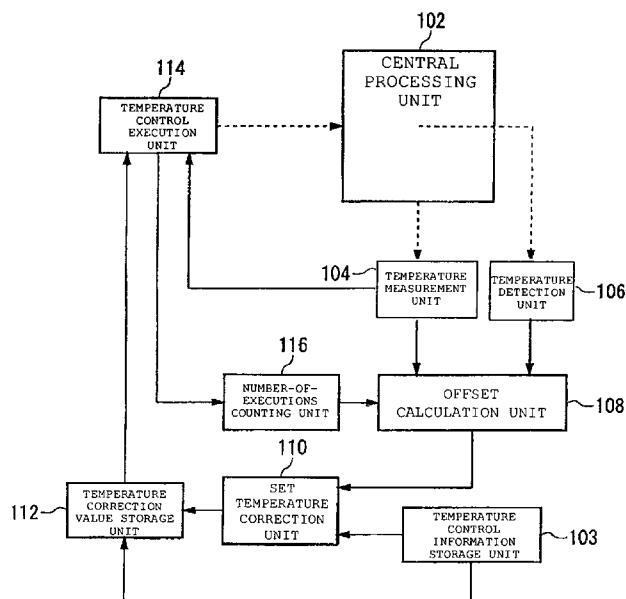 102
CENTRAL
PROCESSING
UNIT
114
TEMPERATURE
CONTROL
EXECUTION
UNIT
104
TEMPERATURE
MEASUREMENT
UNIT
TEMPERATURE
DETECTION
UNIT
106
116
NUMBER-OF-
EXECUTIONS
COUNTING UNIT
OFFSET
CALCULATION UNIT
108
110
SET
TEMPERATURE
CORRECTION
UNIT
112
TEMPERATURE
CORRECTION
VALUE STORAGE
UNIT
TEMPERATURE
CONTROL
INFORMATION
STORAGE UNIT
103